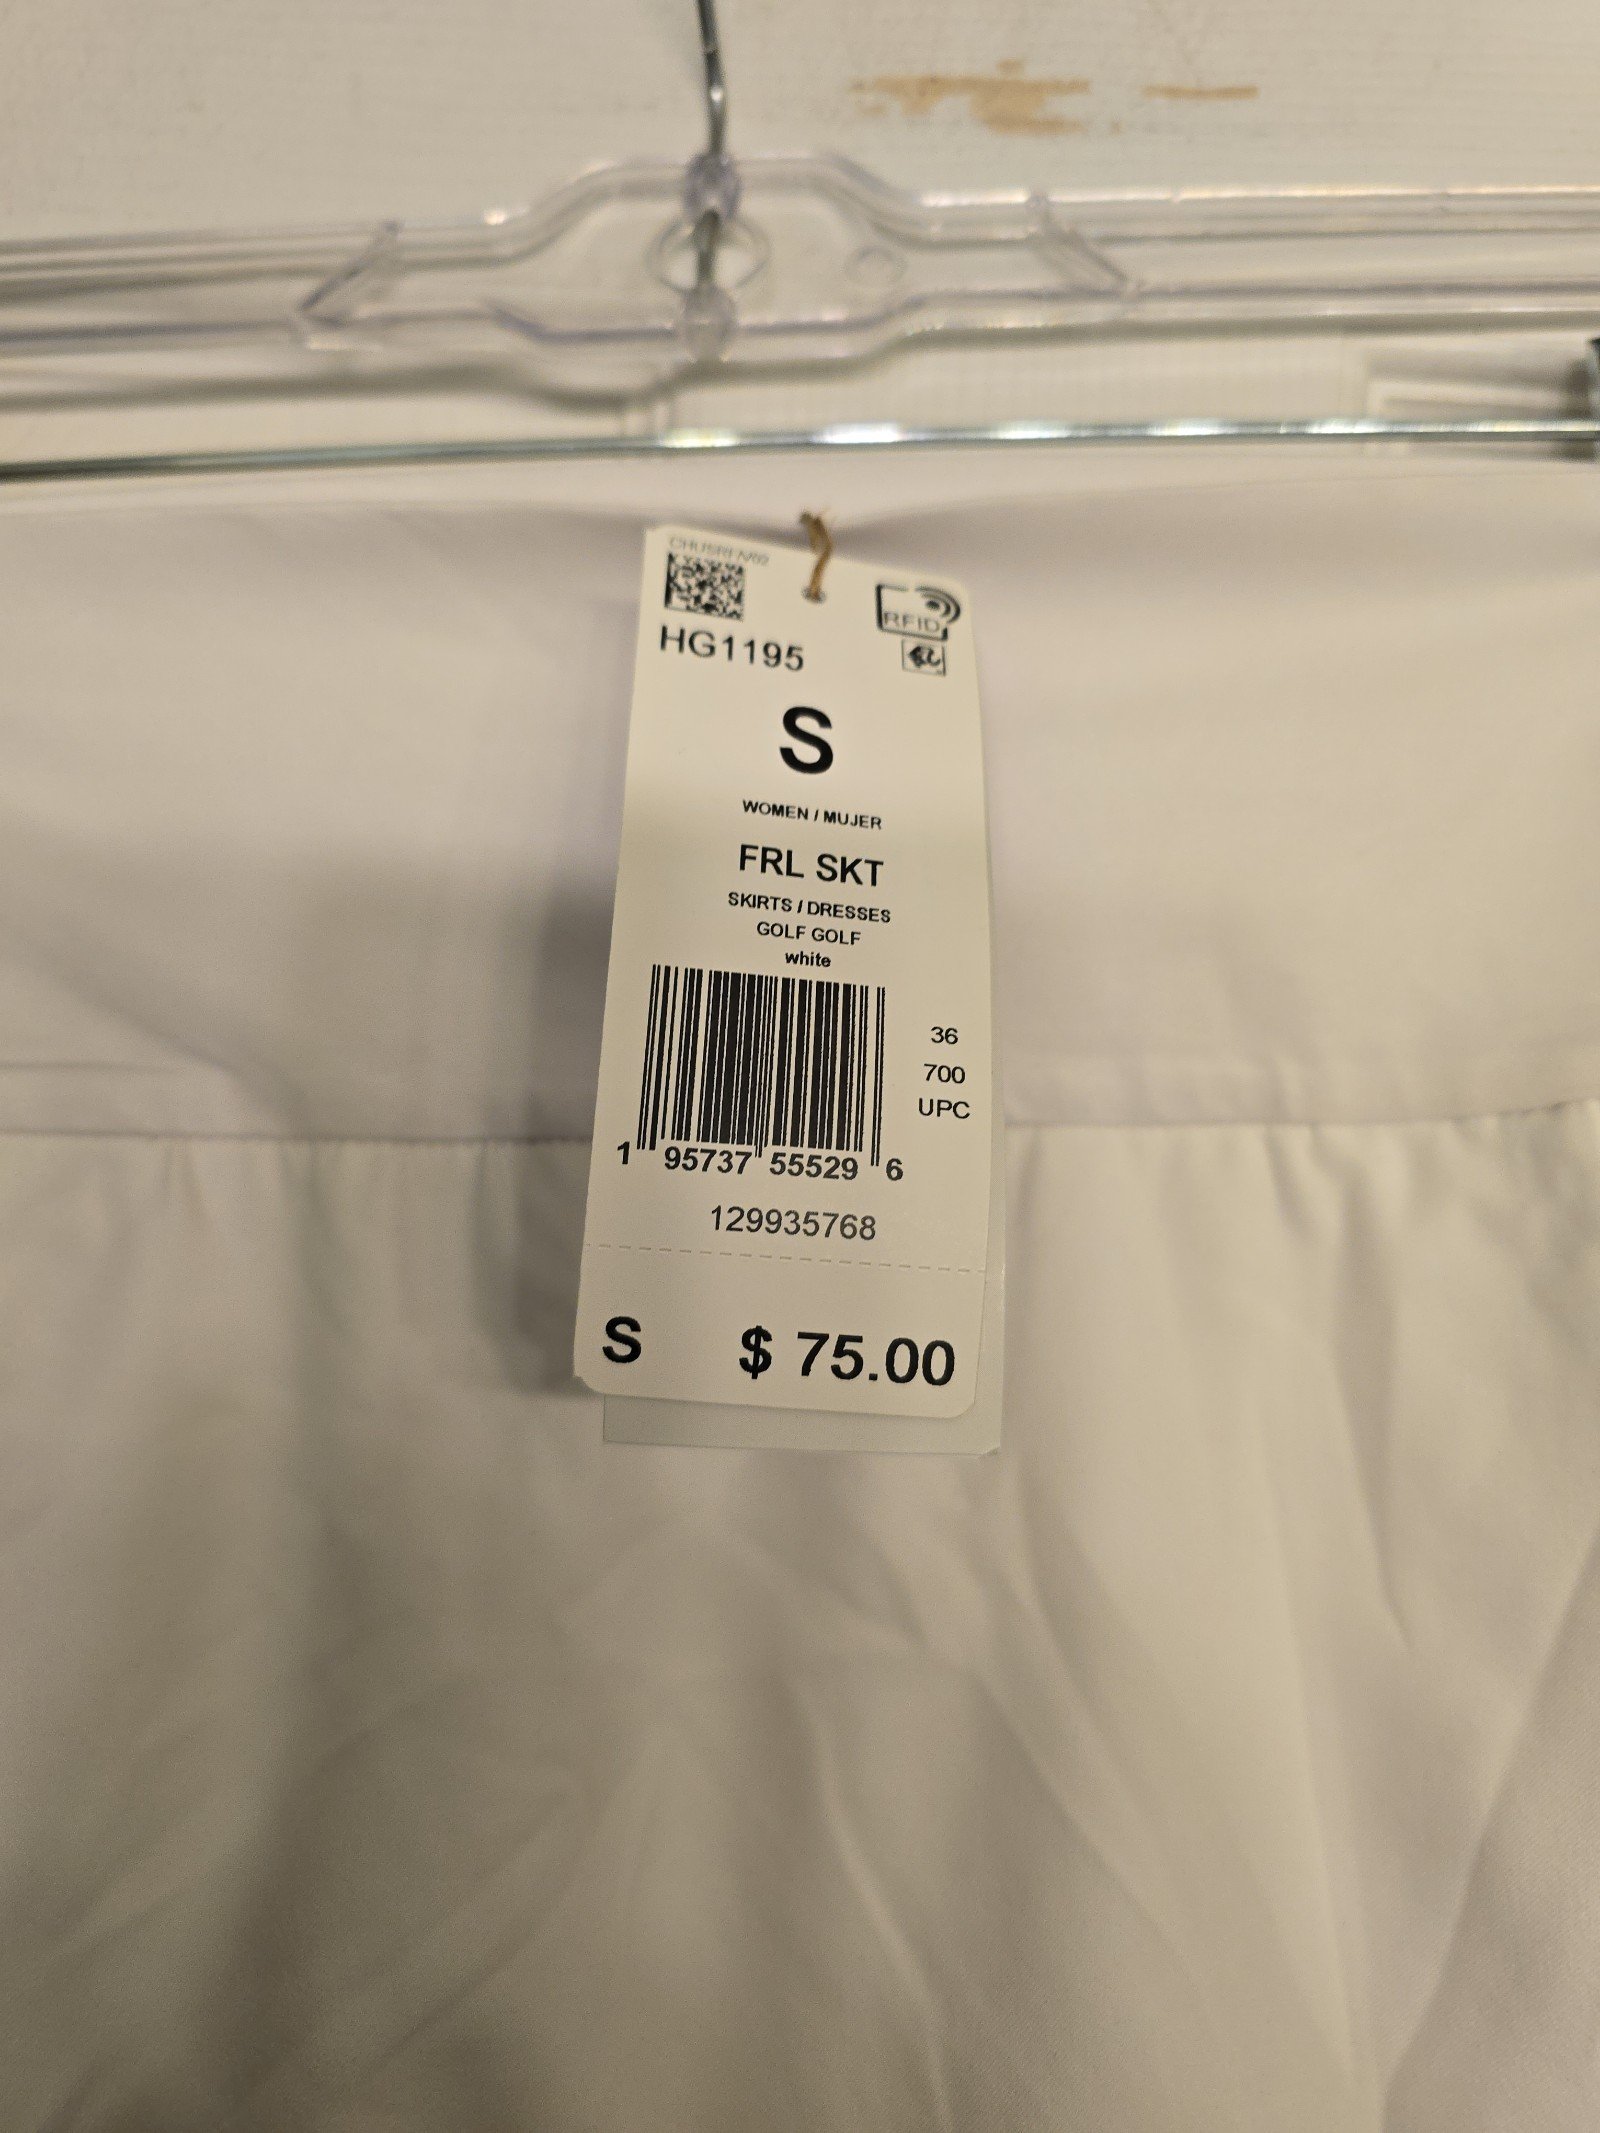 HG1195
RFID
S
WOMEN / MUJER
FRL SKT
SKIRTS / DRESSES
GOLF GOLF
white
36
700
UPC
1 95737 55529 6
129935768
S $ 75.00